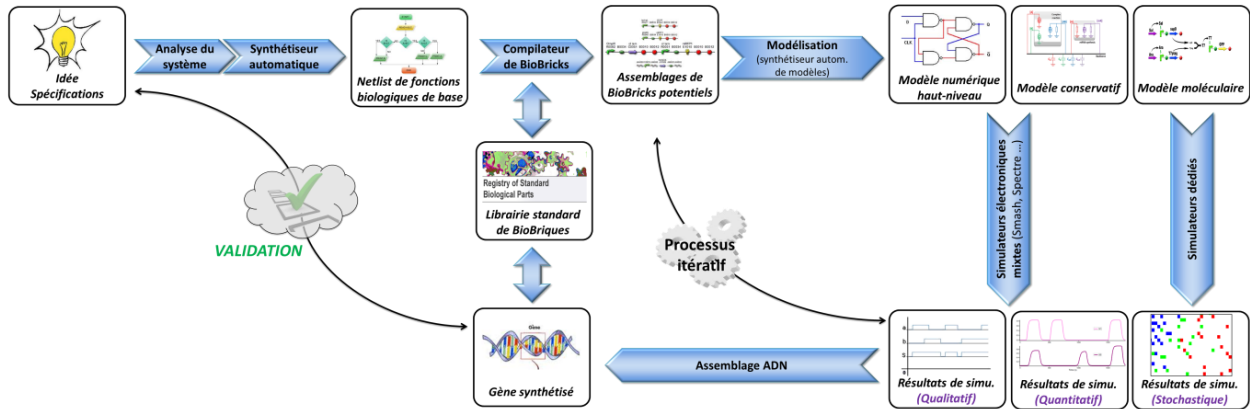 Idée
Spécifications
Analyse du
système
Synthétiseur
automatique
Netlist de fonctions
biologiques de base
Compilateur
de BioBricks
Assemblages de
BioBricks potentiels
Modélisation
(synthétiseur autom.
de modèles)
D
CLK
Modèle numérique
haut-niveau
Modèle conservatif
Modèle moléculaire
Registry of Standard
Biological Parts
Librairie standard
de BioBriques
VALIDATION
Processus
itératif
Simulateurs électroniques
mixtes (Smash, Spectre ...)
Simulateurs dédiés
Gène synthétisé
Assemblage ADN
a
b
S
Résultats de simu.
(Qualitatif)
Résultats de simu.
(Quantitatif)
Résultats de simu.
(Stochastique)